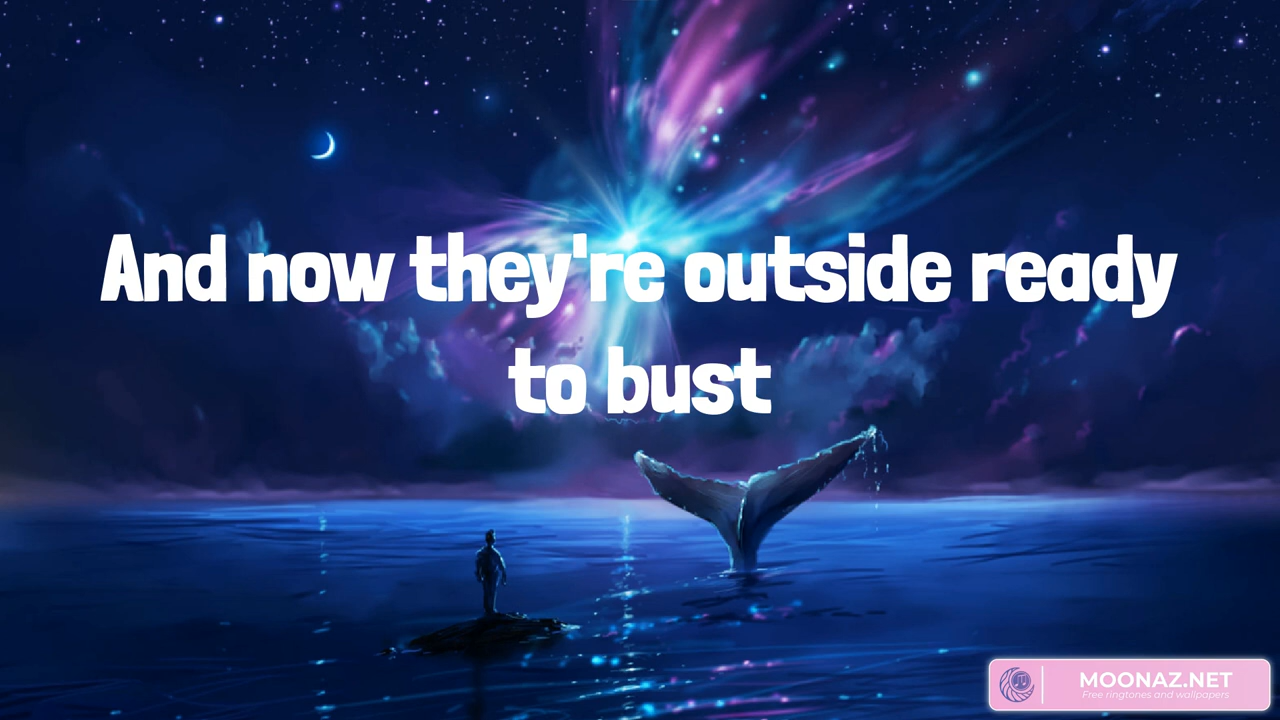 And now they're outside ready
to bust
MOONAZ.NET
Free ringtones and wallpapers